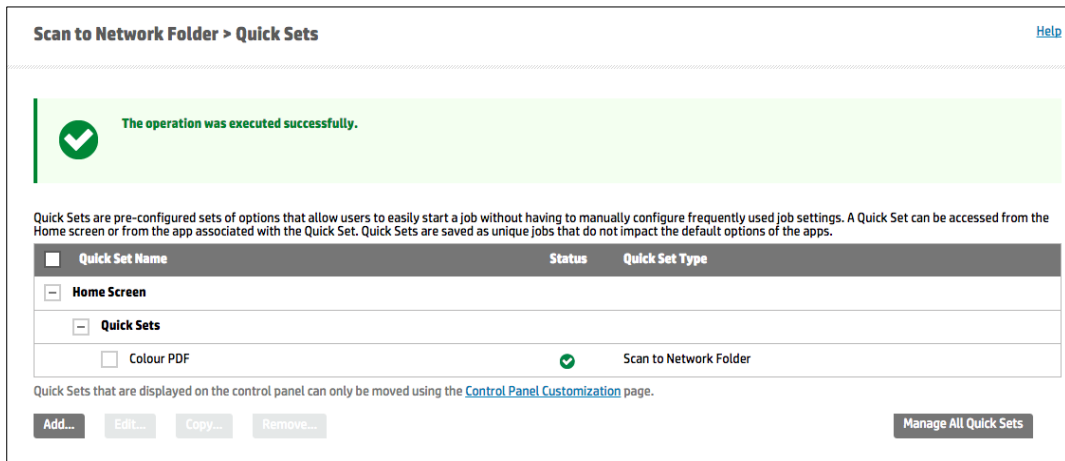 Scan to Network Folder > Quick Sets
Help
The operation was executed successfully.
Quick Sets are pre-configured sets of options that allow users to easily start a job without having to manually configure frequently used job settings. A Quick Set can be accessed from the
Home screen or from the app associated with the Quick Set. Quick Sets are saved as unique jobs that do not impact the default options of the apps.
Quick Set Name Status Quick Set Type
Home Screen
Quick Sets
Colour PDF Scan to Network Folder
Quick Sets that are displayed on the control panel can only be moved using the Control Panel Customization page.
Add... Edit... Copy... Remove... Manage All Quick Sets